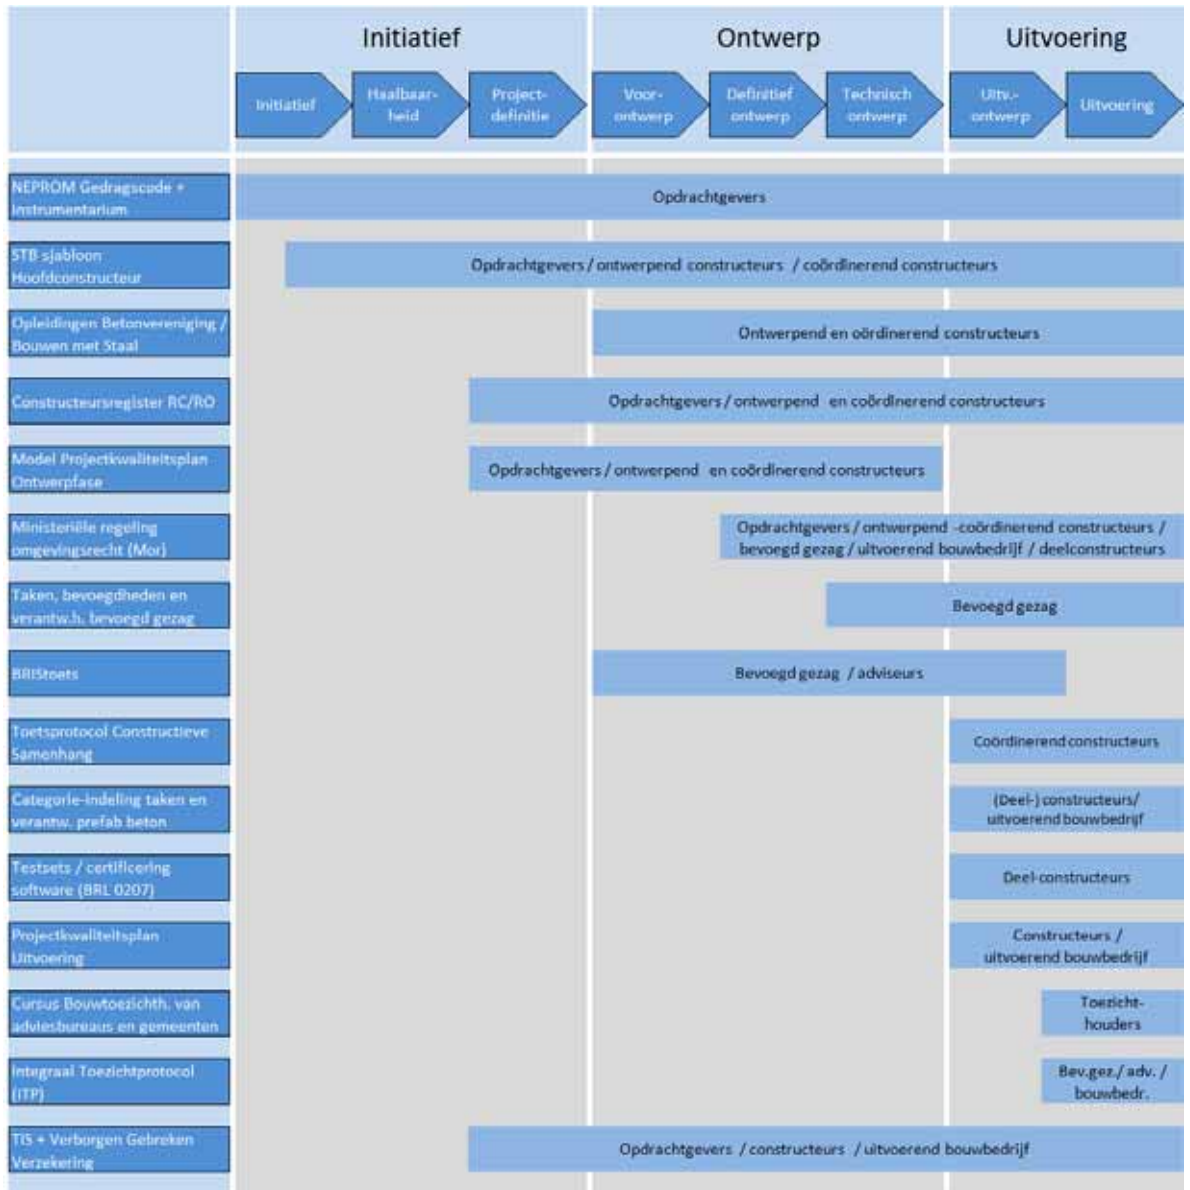 Initiatief Ontwerp Uitvoering
Initiatief
Haalbaar-
heid
Project-
definitie
Voor-
ontwerp
Definitief
ontwerp
Technisch
ontwerp
Uitv.-
ontwerp
Uitvoering
NEPROM Gedragscode +
Instrumentarium
Opdrachtgevers
STB sjabloon
Hoofdconstructeur
Opdrachtgevers / ontwerpend constructeurs / coördinerend constructeurs
Opleidingen Betonvereniging /
Bouwen met Staal
Ontwerpend en oördinerend constructeurs
Constructeursregister RC/RO
Opdrachtgevers / ontwerpend en coördinerend constructeurs
Model Projectkwaliteitsplan
Ontwerpfase
Opdrachtgevers / ontwerpend en coördinerend constructeurs
Ministeriële regeling
omgevingsrecht (Mor)
Opdrachtgevers / ontwerpend -coördinerend constructeurs /
bevoegd gezag / uitvoerend bouwbedrijf / deelconstructeurs
Taken, bevoegdheden en
verantw.h. bevoegd gezag
Bevoegd gezag
BRIStoets
Bevoegd gezag / adviseurs
Toetsprotocol Constructieve
Samenhang
Coördinerend constructeurs
Categorie-indeling taken en
verantw. prefab beton
(Deel-) constructeurs/
uitvoerend bouwbedrijf
Testsets / certificering
software (BRL 0207)
Deel-constructeurs
Projectkwaliteitsplan
Uitvoering
Constructeurs /
uitvoerend bouwbedrijf
Cursus Bouwtoezichth. van
adviesbureaus en gemeenten
Toezicht-
houders
Integraal Toezichtprotocol
(ITP)
Bev.gez./ adv. /
bouwbedr.
TIS + Verborgen Gebreken
Verzekering
Opdrachtgevers / constructeurs / uitvoerend bouwbedrijf